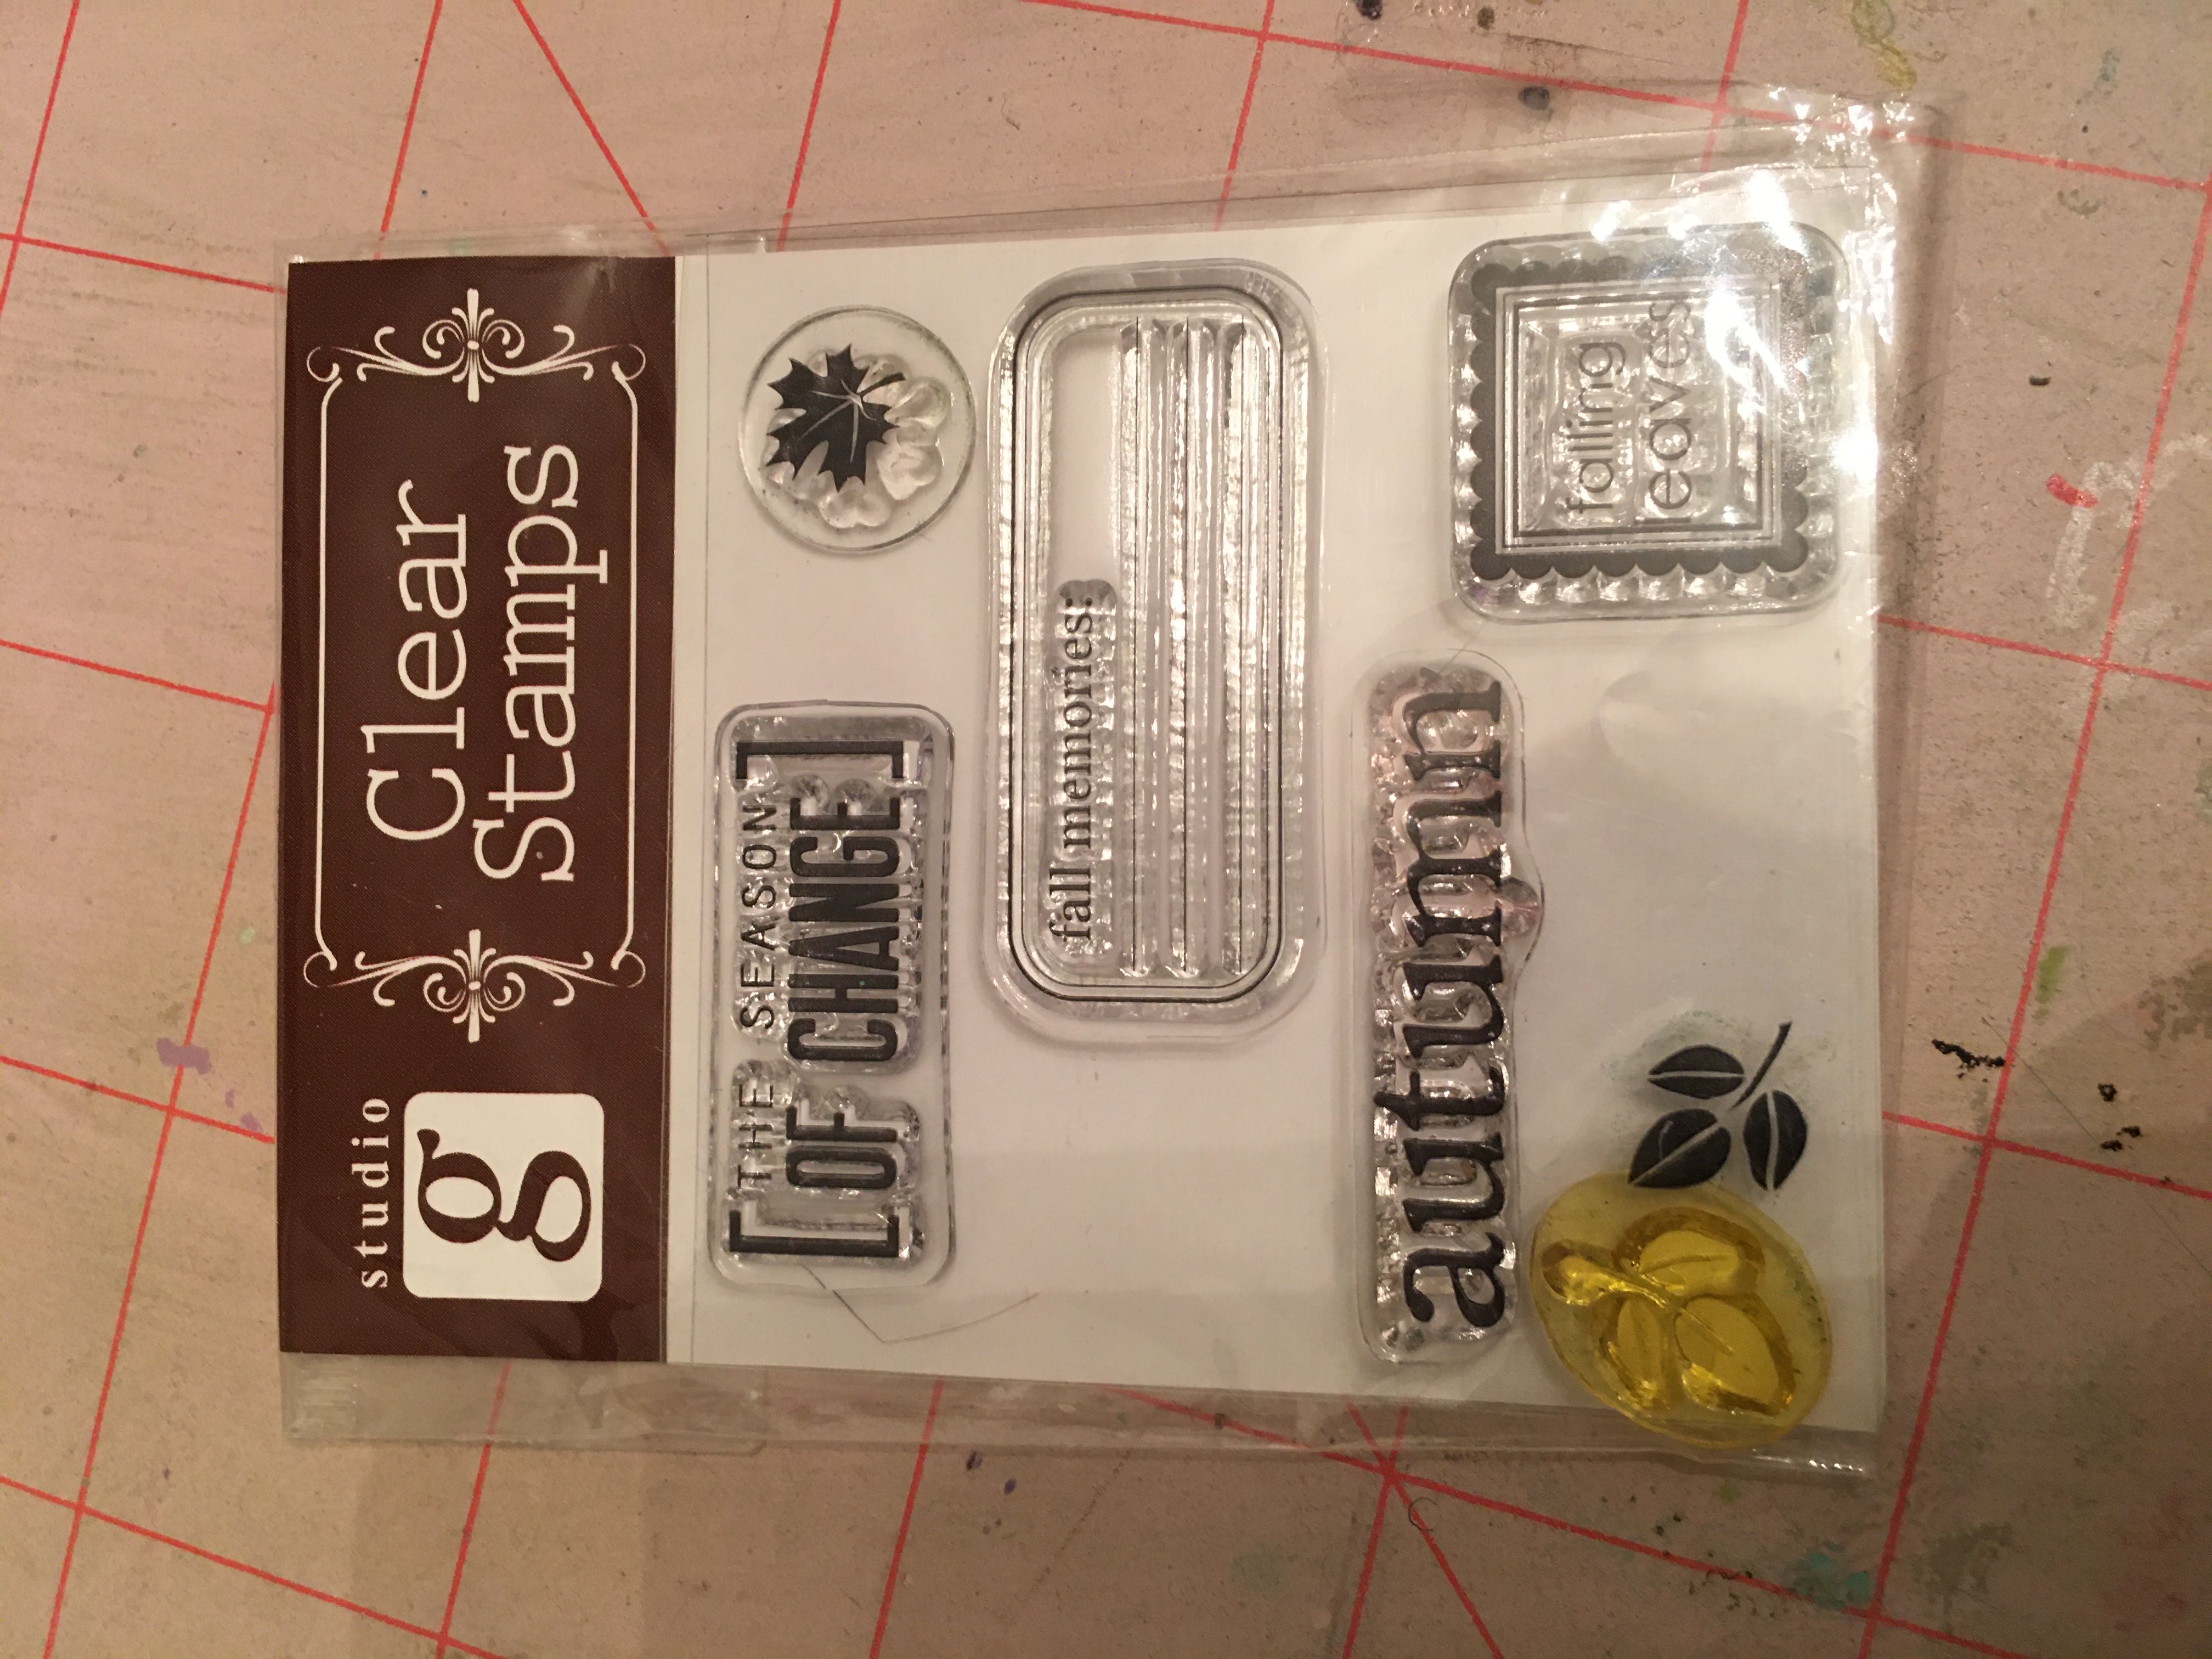 studio
g
Clear
Stamps
[THE SEASON
OF CHANGE]
fall memories:
autumn
falling
leaves